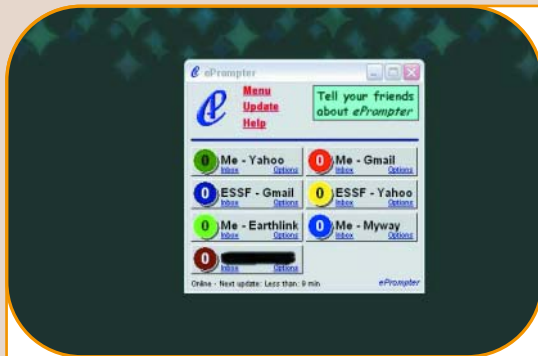 ePrompter
Menu
Update
Help
Tell your friends
about ePrompter
0 Me - Yahoo
Inbox Options
0 Me - Gmail
Inbox Options
0 ESSF - Gmail
Inbox Options
0 ESSF - Yahoo
Inbox Options
0 Me - Earthlink
Inbox Options
0 Me - Myway
Inbox Options
0
Inbox Options
Online - Next update: Less than: 9 min.
ePrompter